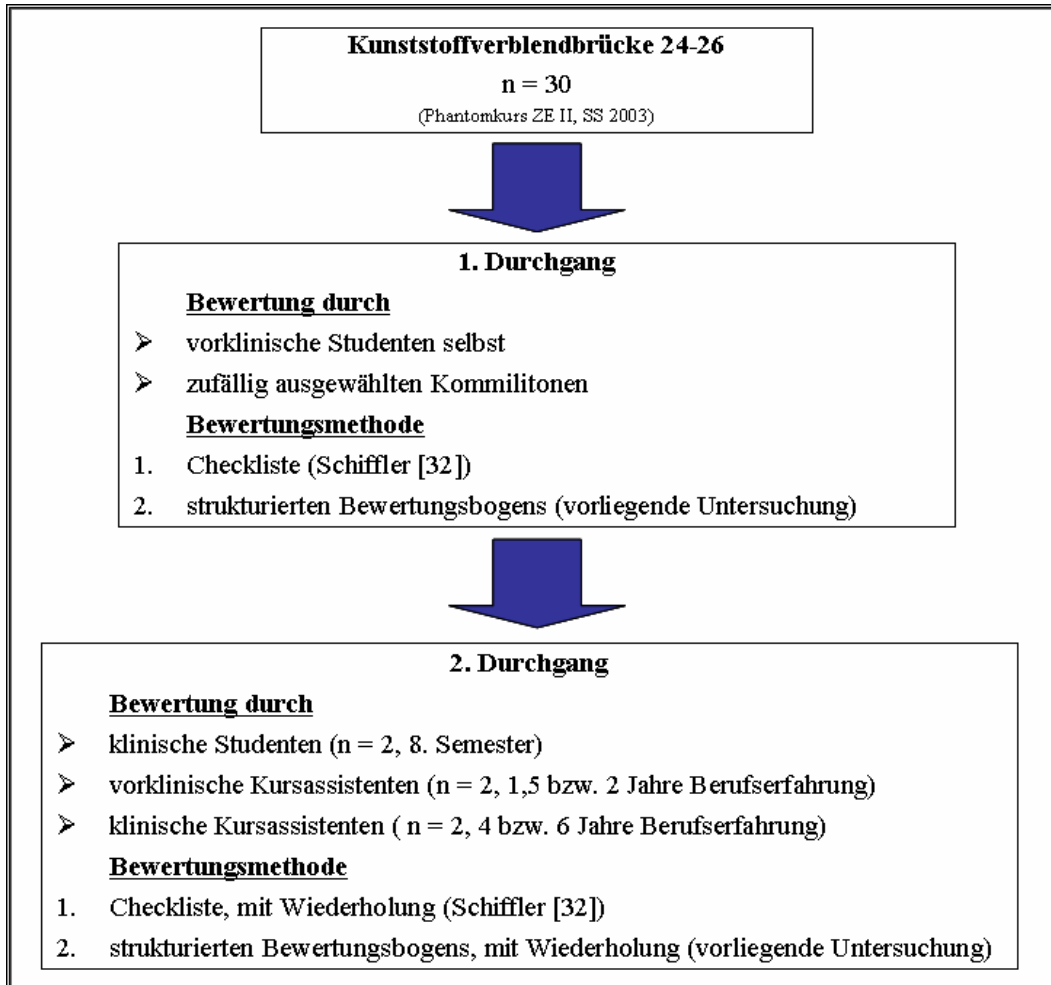 Kunststoffverblendbrücke 24-26
n = 30
(Phantomkurs ZE II, SS 2003)
1. Durchgang
Bewertung durch
➢ vorklinische Studenten selbst
➢ zufällig ausgewählten Kommilitonen
Bewertungsmethode
1. Checkliste (Schiffler [32])
2. strukturierten Bewertungsbogens (vorliegende Untersuchung)
2. Durchgang
Bewertung durch
➢ klinische Studenten (n = 2, 8. Semester)
➢ vorklinische Kursassistenten (n = 2, 1,5 bzw. 2 Jahre Berufserfahrung)
➢ klinische Kursassistenten ( n = 2, 4 bzw. 6 Jahre Berufserfahrung)
Bewertungsmethode
1. Checkliste, mit Wiederholung (Schiffler [32])
2. strukturierten Bewertungsbogens, mit Wiederholung (vorliegende Untersuchung)